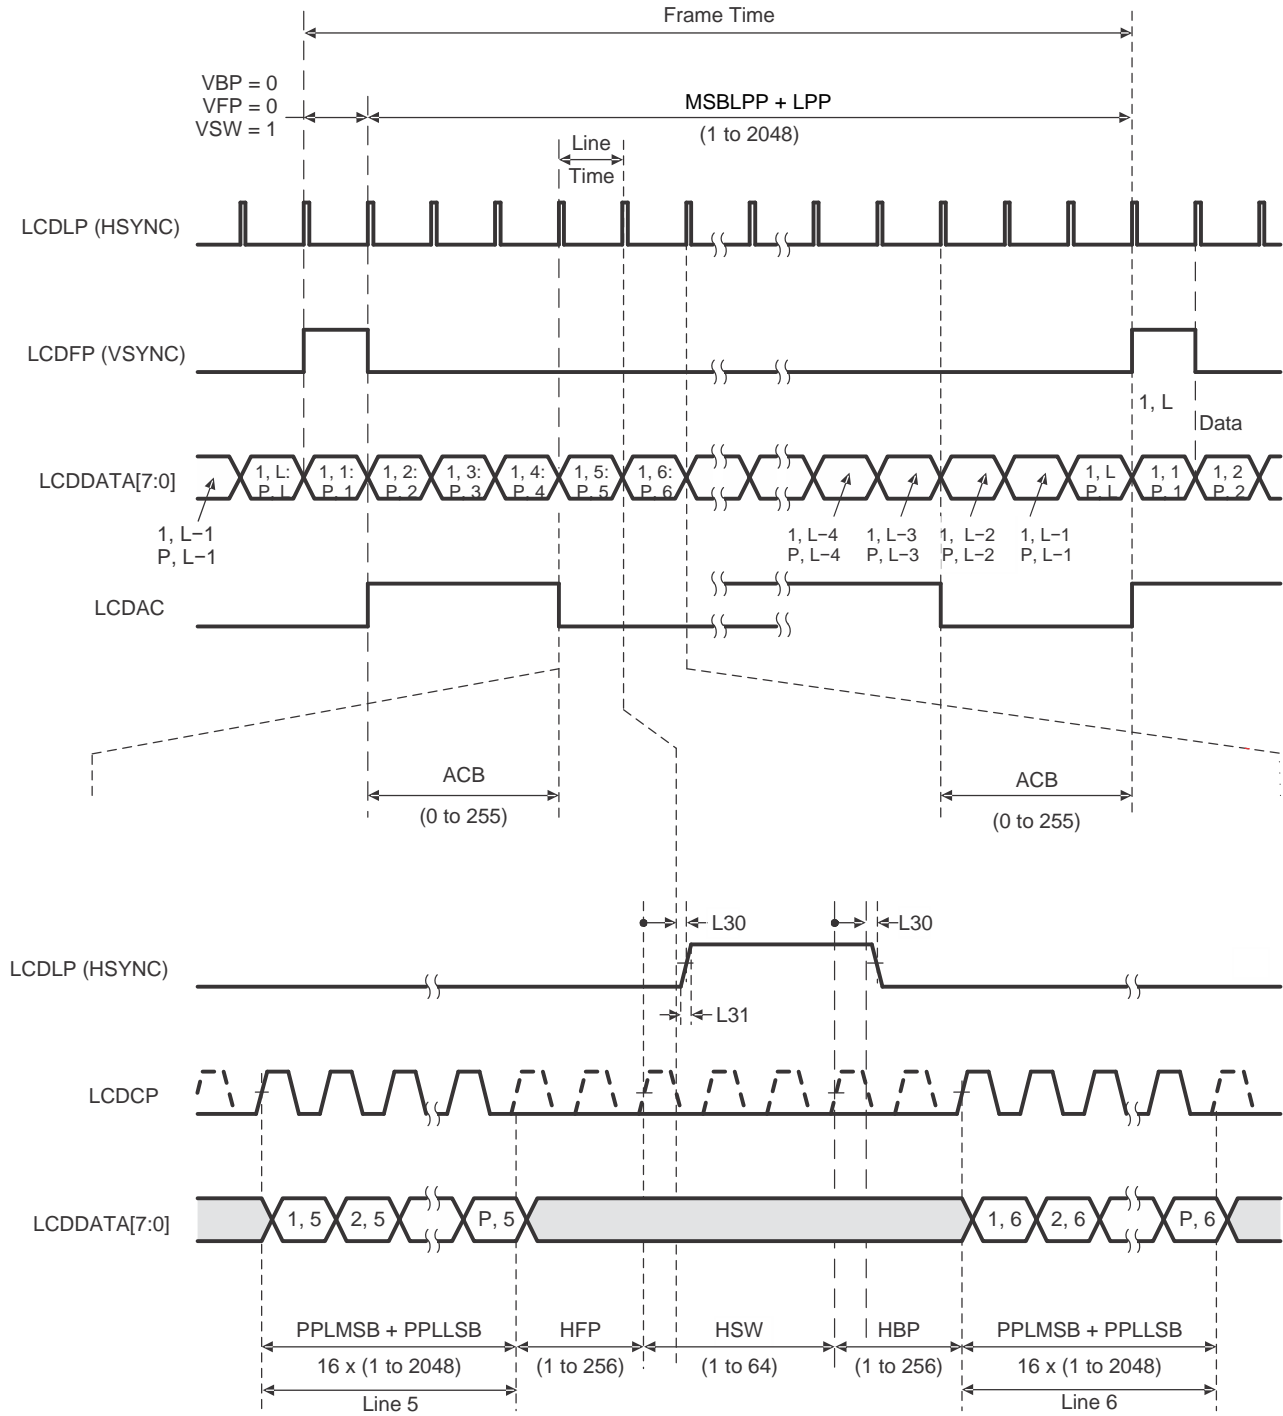 Frame Time
VBP = 0
VFP = 0
VSW = 1
MSBLPP + LPP
(1 to 2048)
Line
Time
LCDLP (HSYNC)
LCDFP (VSYNC)
1, L
Data
LCDDATA[7:0]
1, L: 1, 1: 1, 2: 1, 3: 1, 4: 1, 5: 1, 6: 1, L 1, 1 1, 2
P, L P, 1 P, 2 P, 3 P, 4 P, 5 P, 6 P, L P, 1 P, 2
1, L−1 1, L−4 1, L−3 1, L−2 1, L−1
P, L−1 P, L−4 P, L−3 P, L−2 P, L−1
LCDAC
ACB ACB
(0 to 255) (0 to 255)
L30 L30
LCDLP (HSYNC)
L31
LCDCP
LCDDATA[7:0]
1, 5 2, 5 P, 5 1, 6 2, 6 P, 6
PPLMSB + PPLLSB HFP HSW HBP PPLMSB + PPLLSB
16 x (1 to 2048) (1 to 256) (1 to 64) (1 to 256) 16 x (1 to 2048)
Line 5 Line 6